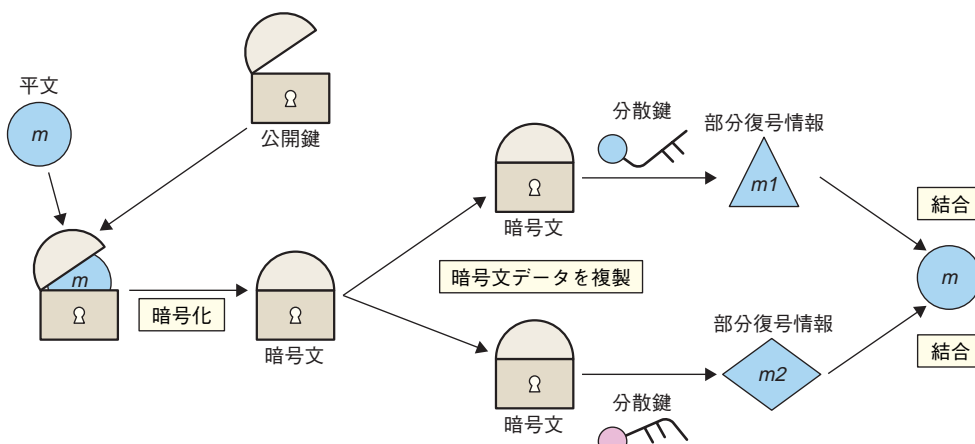 平文
m
公開鍵
m
暗号化
暗号文
暗号文
分散鍵
部分復号情報
m1
結合
暗号文データを複製
m
暗号文
分散鍵
部分復号情報
m2
結合